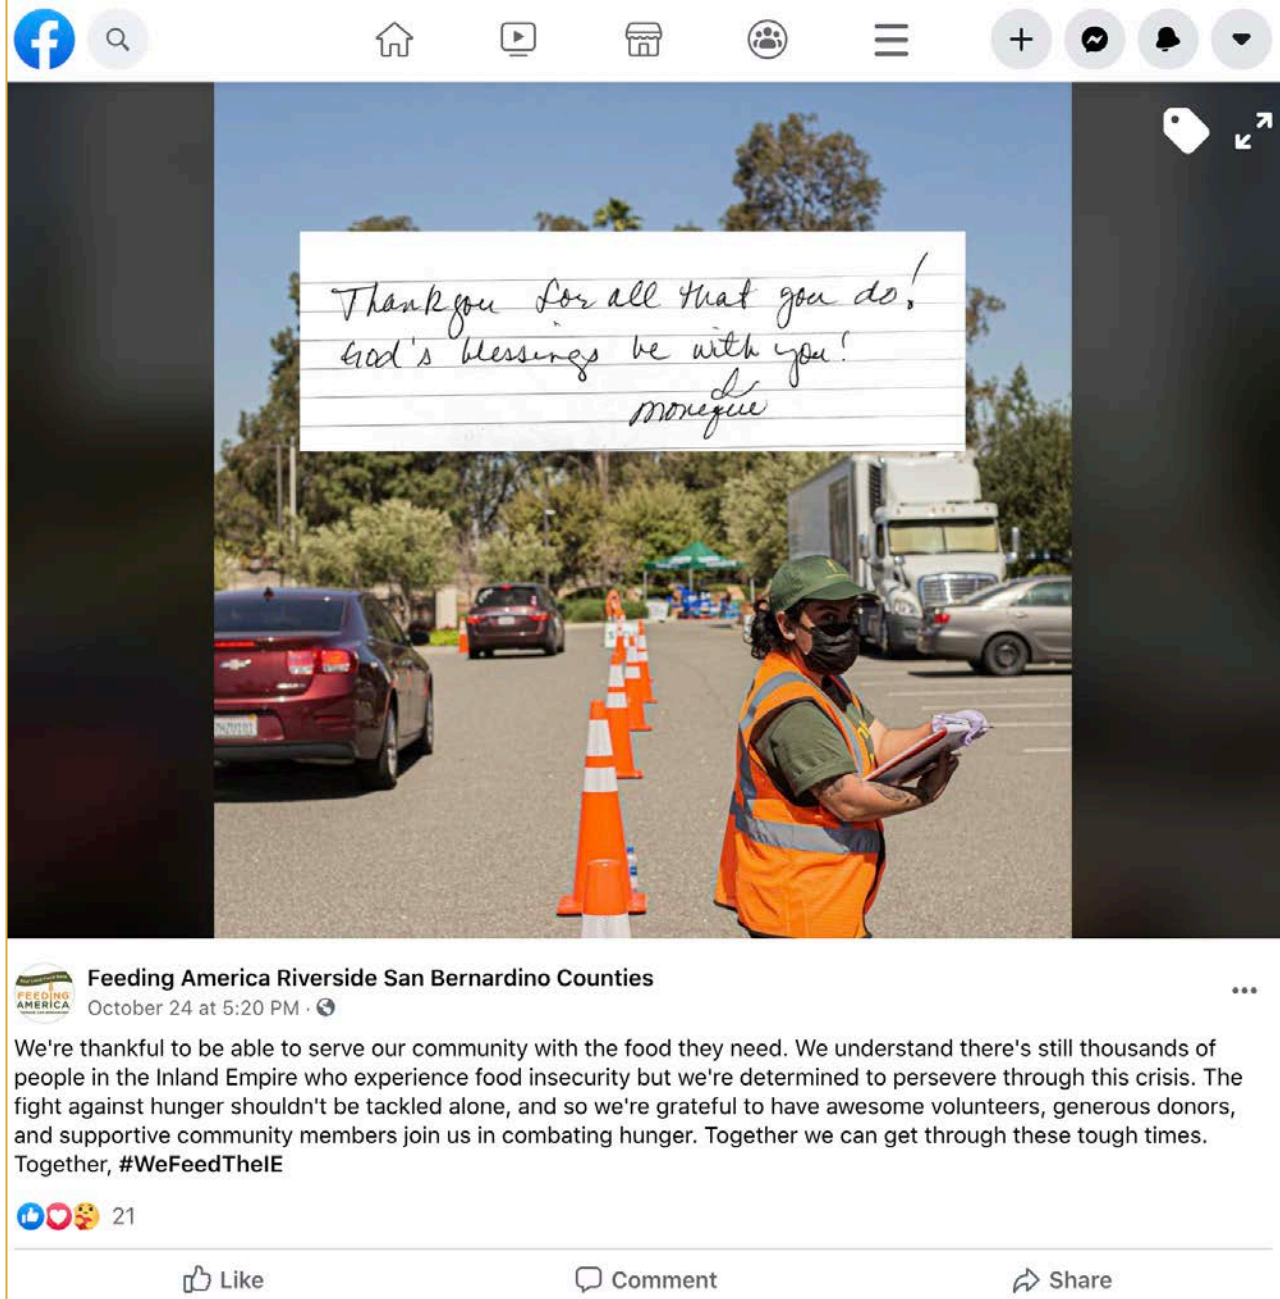 Thank you for all that you do!
God's blessings be with you!
Monique
FEEDING
AMERICA
Feeding America Riverside San Bernardino Counties
October 24 at 5:20 PM ·
We're thankful to be able to serve our community with the food they need. We understand there's still thousands of
people in the Inland Empire who experience food insecurity but we're determined to persevere through this crisis. The
fight against hunger shouldn't be tackled alone, and so we're grateful to have awesome volunteers, generous donors,
and supportive community members join us in combating hunger. Together we can get through these tough times.
Together, #WeFeedTheIE
21
Like Comment Share